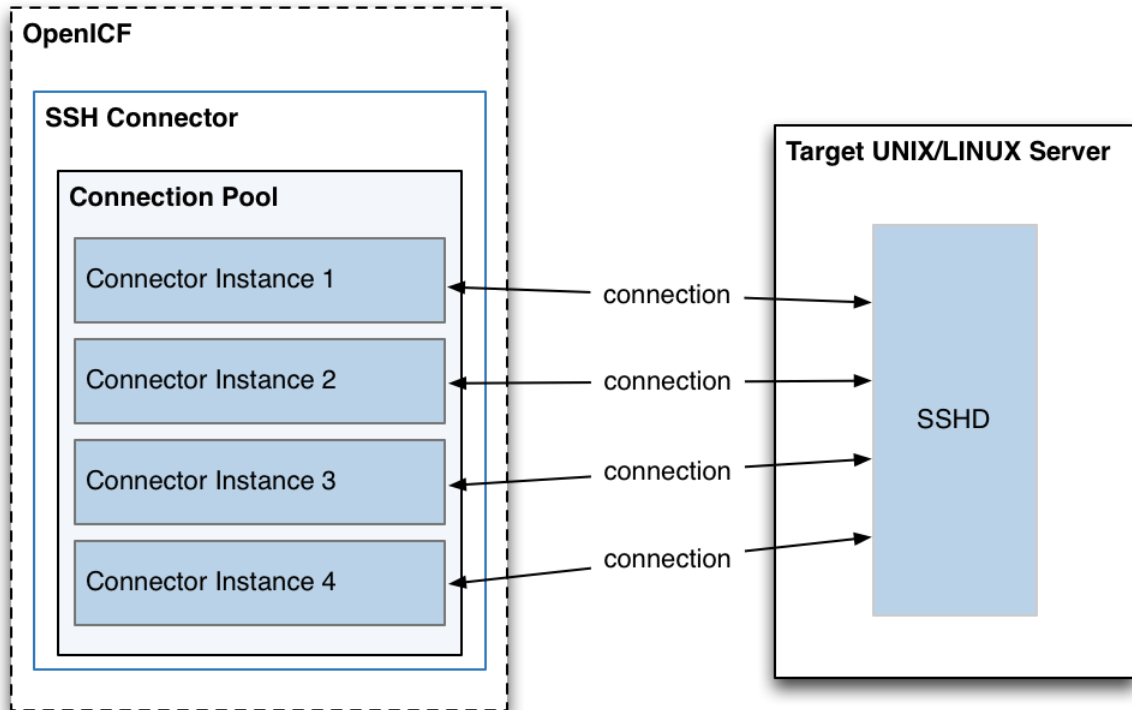 OpenICF
SSH Connector
Connection Pool
Connector Instance 1
Connector Instance 2
Connector Instance 3
Connector Instance 4
connection
connection
connection
connection
Target UNIX/LINUX Server
SSHD